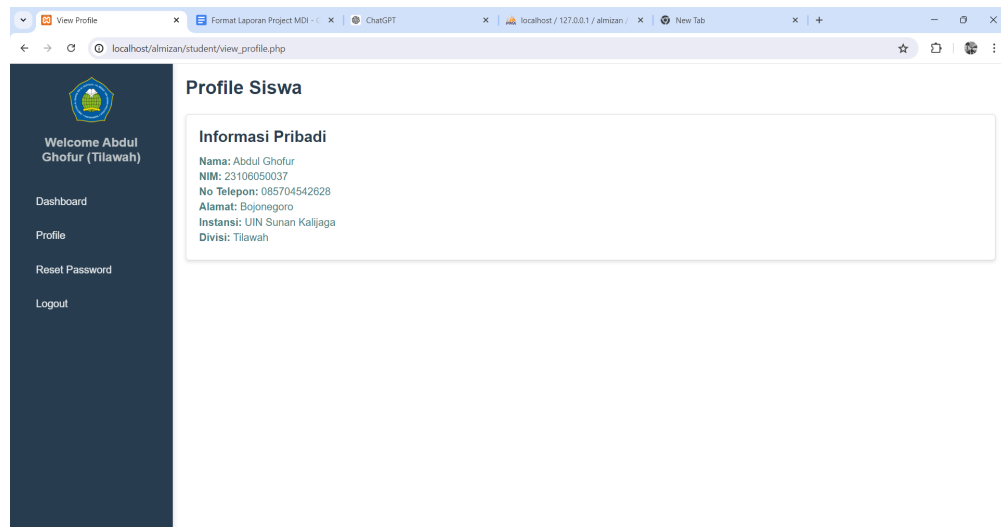 View Profile
Format Laporan Project MDI - G
ChatGPT
localhost / 127.0.0.1 / almizan /
New Tab
localhost/almizan/student/view_profile.php
Welcome Abdul
Ghofur (Tilawah)
Dashboard
Profile
Reset Password
Logout
Profile Siswa
Informasi Pribadi
Nama: Abdul Ghofur
NIM: 23106050037
No Telepon: 085704542628
Alamat: Bojonegoro
Instansi: UIN Sunan Kalijaga
Divisi: Tilawah